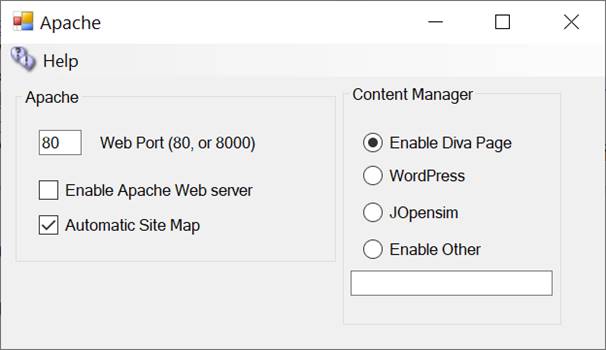 Apache
Help
Apache
80 Web Port (80, or 8000)
Enable Apache Web server
Automatic Site Map
Content Manager
Enable Diva Page
WordPress
JOpensim
Enable Other